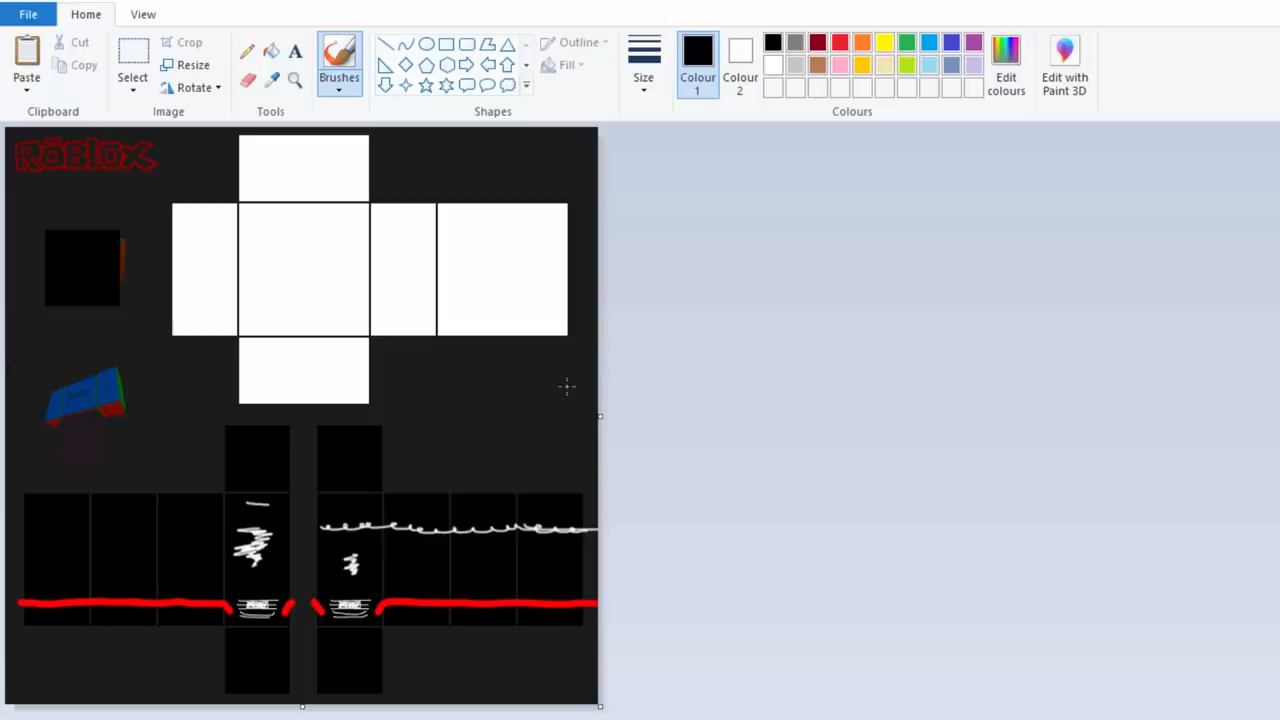 File Home View
Paste
Cut
Copy
Clipboard
Select
Crop
Resize
Rotate
Image
A
Tools
Brushes
Shapes
Outline
Fill
Size
Colour 1
Colour 2
Edit colours
Colours
Edit with Paint 3D
ROBLOX